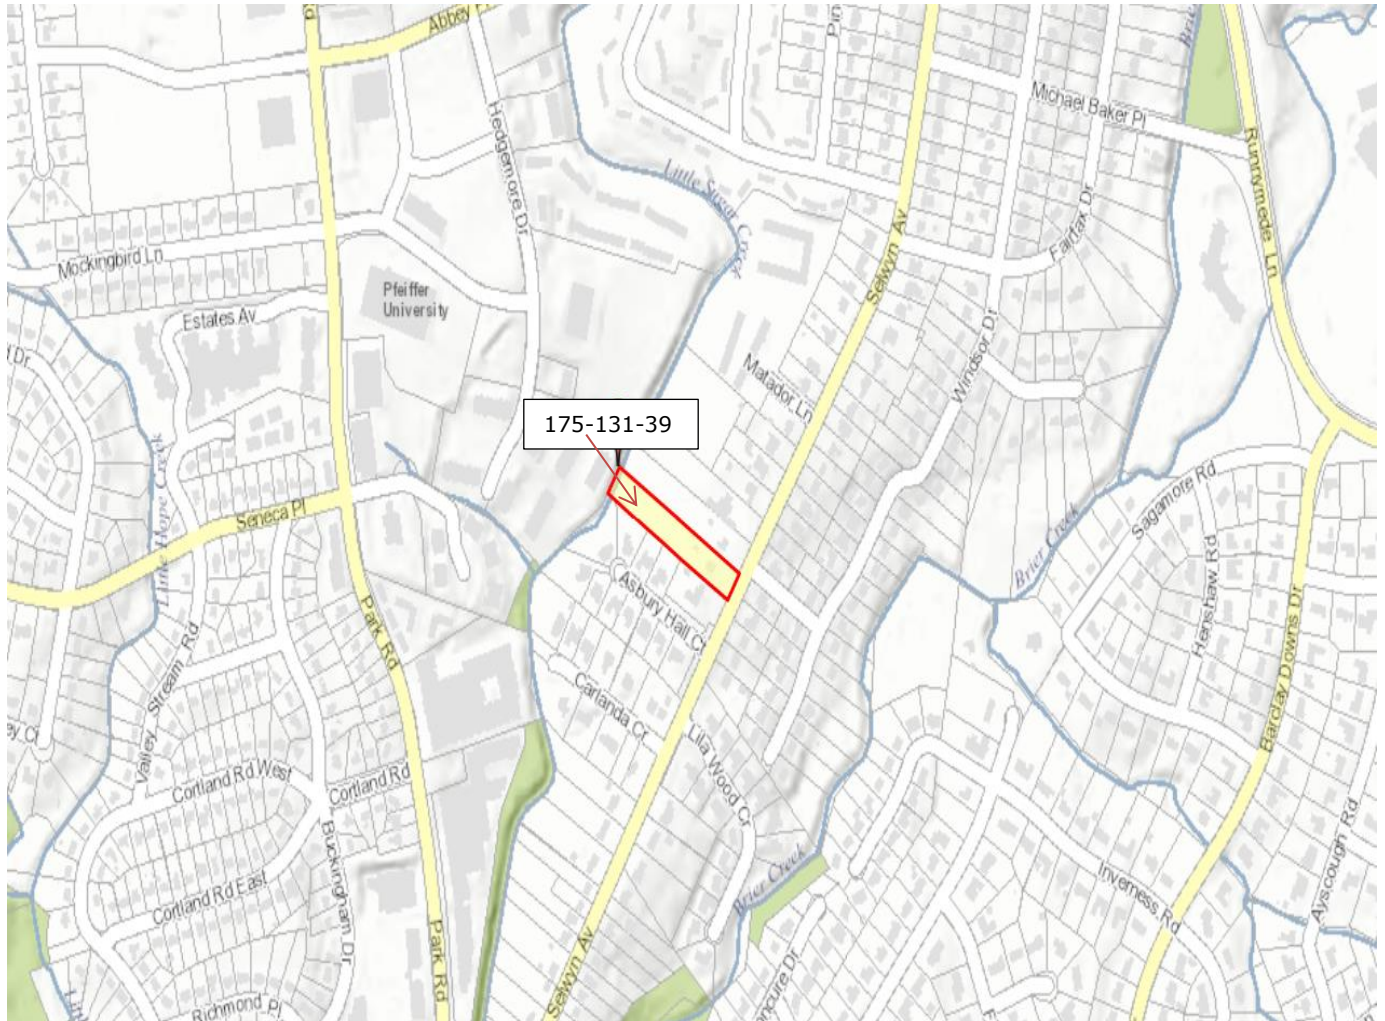 Abbey Pl
Hedgemore Dr
Michael Baker Pl
Runnymede Ln
Little Sugar Creek
Selwyn Av
Fairfax Dr
Mockingbird Ln
Pfeiffer
University
Estates Av
Windsor Dr
Matador Ln
175-131-39
Little Hope Creek
Seneca Pl
Sagamore Rd
Brier Creek
Henshaw Rd
Asbury Hall Ct
Park Rd
Valley Stream Rd
Barclay Downs Dr
Carlanda Cr
Lila Wood Cr
Cortland Rd West
Cortland Rd
Buckingham Dr
Inverness Rd
Ayscough Rd
Cortland Rd East
Brier Creek
Selwyn Av
Park Rd
Richmond Pl